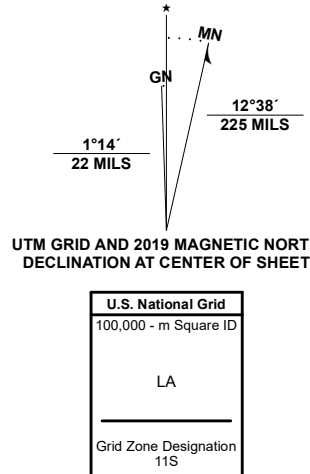 ★
MN
GN
12°38´
225 MILS
1°14´
22 MILS
UTM GRID AND 2019 MAGNETIC NORT
DECLINATION AT CENTER OF SHEET
U.S. National Grid
100,000 - m Square ID
LA
Grid Zone Designation
11S